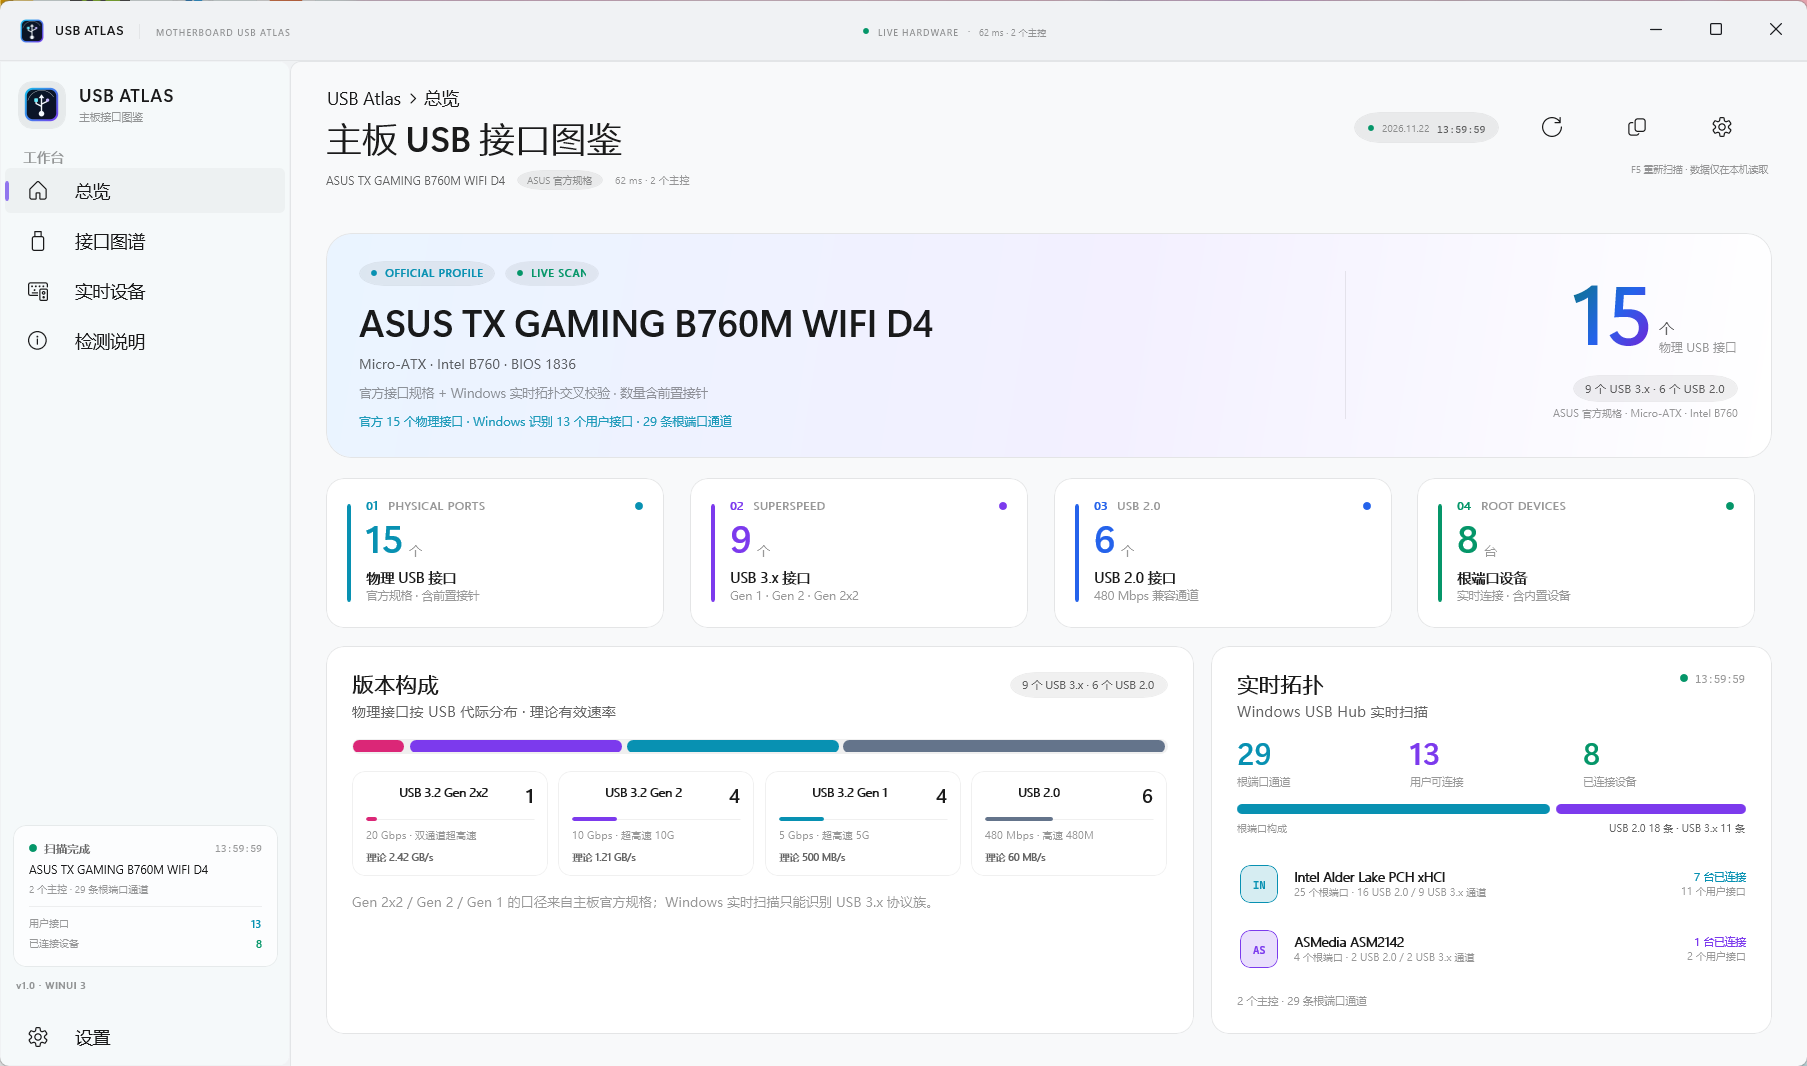 USB ATLAS
MOTHERBOARD USB ATLAS
LIVE HARDWARE · 62 ms · 2 个主控
USB ATLAS
主板接口图鉴
工作台
总览
接口图谱
实时设备
检测说明
扫描完成 13:59:59
ASUS TX GAMING B760M WIFI D4
2 个主控 · 29 条根端口通道
用户接口 13
已连接设备 8
v1.0 · WINUI 3
设置
USB Atlas > 总览
主板 USB 接口图鉴
ASUS TX GAMING B760M WIFI D4 ASUS 官方规格 62 ms · 2 个主控
2026.11.22 13:59:59
F5 重新扫描 · 数据仅在本机读取
OFFICIAL PROFILE LIVE SCAN
ASUS TX GAMING B760M WIFI D4
Micro-ATX · Intel B760 · BIOS 1836
官方接口规格 + Windows 实时拓扑交叉校验 · 数量含前置接针
官方 15 个物理接口 · Windows 识别 13 个用户接口 · 29 条根端口通道
15 个
物理 USB 接口
9 个 USB 3.x · 6 个 USB 2.0
ASUS 官方规格 · Micro-ATX · Intel B760
01 PHYSICAL PORTS
15 个
物理 USB 接口
官方规格 · 含前置接针
02 SUPERSPEED
9 个
USB 3.x 接口
Gen 1 · Gen 2 · Gen 2x2
03 USB 2.0
6 个
USB 2.0 接口
480 Mbps 兼容通道
04 ROOT DEVICES
8 台
根端口设备
实时连接 · 含内置设备
版本构成
9 个 USB 3.x · 6 个 USB 2.0
物理接口按 USB 代际分布 · 理论有效速率
USB 3.2 Gen 2x2 1
20 Gbps · 双通道超高速
理论 2.42 GB/s
USB 3.2 Gen 2 4
10 Gbps · 超高速 10G
理论 1.21 GB/s
USB 3.2 Gen 1 4
5 Gbps · 超高速 5G
理论 500 MB/s
USB 2.0 6
480 Mbps · 高速 480M
理论 60 MB/s
Gen 2x2 / Gen 2 / Gen 1 的口径来自主板官方规格；Windows 实时扫描只能识别 USB 3.x 协议族。
实时拓扑 13:59:59
Windows USB Hub 实时扫描
29 13 8
根端口通道 用户可连接 已连接设备
根端口构成 USB 2.0 18 条 · USB 3.x 11 条
IN Intel Alder Lake PCH xHCI 7 台已连接
25 个根端口 · 16 USB 2.0 / 9 USB 3.x 通道 11 个用户接口
AS ASMedia ASM2142 1 台已连接
4 个根端口 · 2 USB 2.0 / 2 USB 3.x 通道 2 个用户接口
2 个主控 · 29 条根端口通道